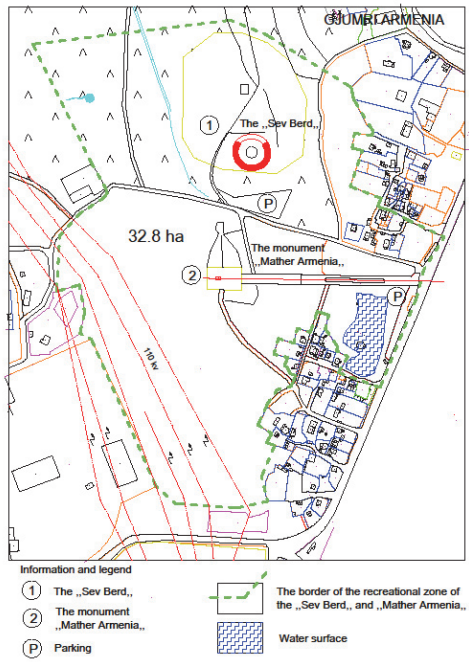 GJUMRI ARMENIA
1
The „Sev Berd„
P
32.8 ha
The monument
„Mather Armenia„
2
P
110 kv
Information and legend
1 The „Sev Berd„
2 The monument
„Mather Armenia„
P Parking
The border of the recreational zone of
the „Sev Berd„ and „Mather Armenia„
Water surface